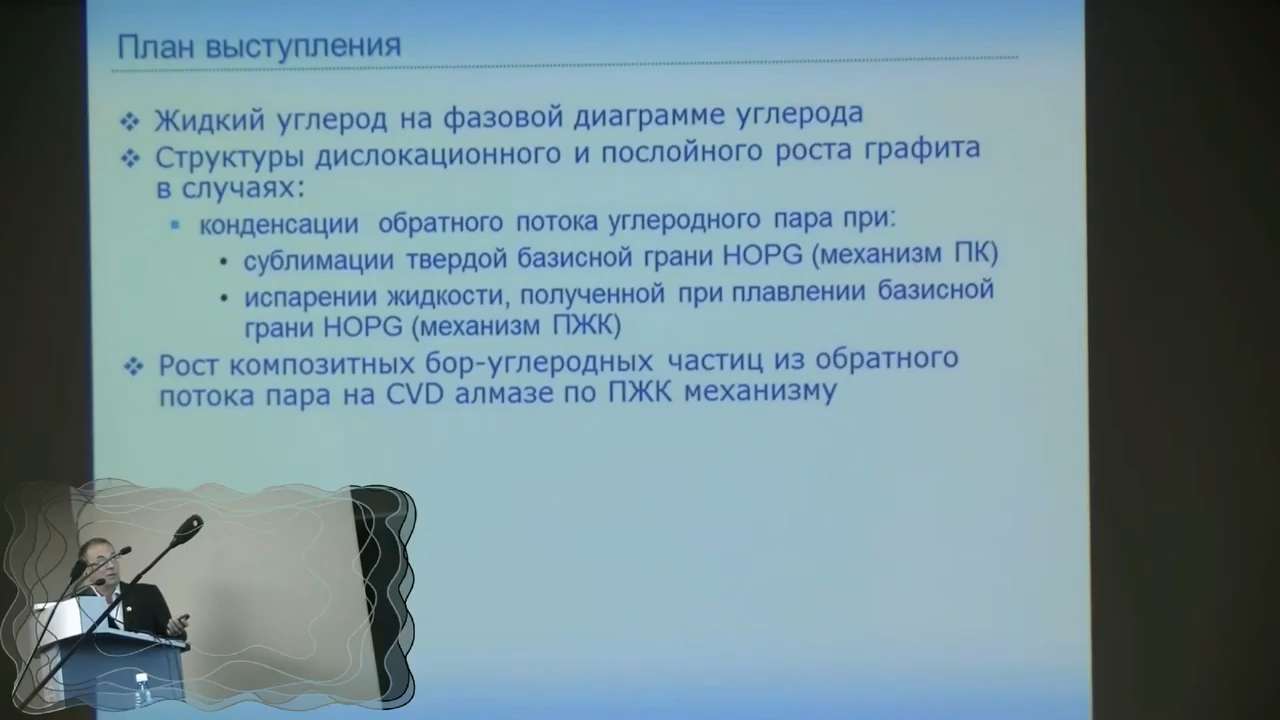 План выступления
Жидкий углерод на фазовой диаграмме углерода
Структуры дислокационного и послойного роста графита
в случаях:
конденсации обратного потока углеродного пара при:
сублимации твердой базисной грани HOPG (механизм ПК)
испарении жидкости, полученной при плавлении базисной
грани HOPG (механизм ПЖК)
Рост композитных бор-углеродных частиц из обратного
потока пара на CVD алмазе по ПЖК механизму